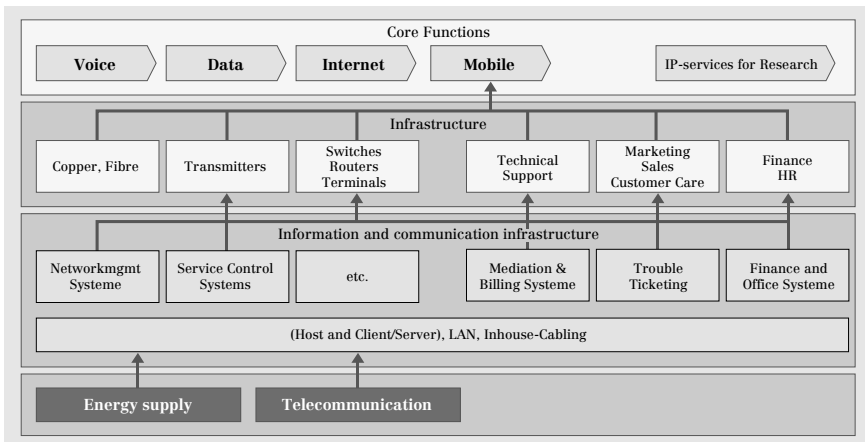 Core Functions
Voice
Data
Internet
Mobile
IP-services for Research
Infrastructure
Copper, Fibre
Transmitters
Switches
Routers
Terminals
Technical
Support
Marketing
Sales
Customer Care
Finance
HR
Information and communication infrastructure
Networkmgmt
Systeme
Service Control
Systems
etc.
Mediation &
Billing Systeme
Trouble
Ticketing
Finance and
Office Systeme
(Host and Client/Server), LAN, Inhouse-Cabling
Energy supply
Telecommunication